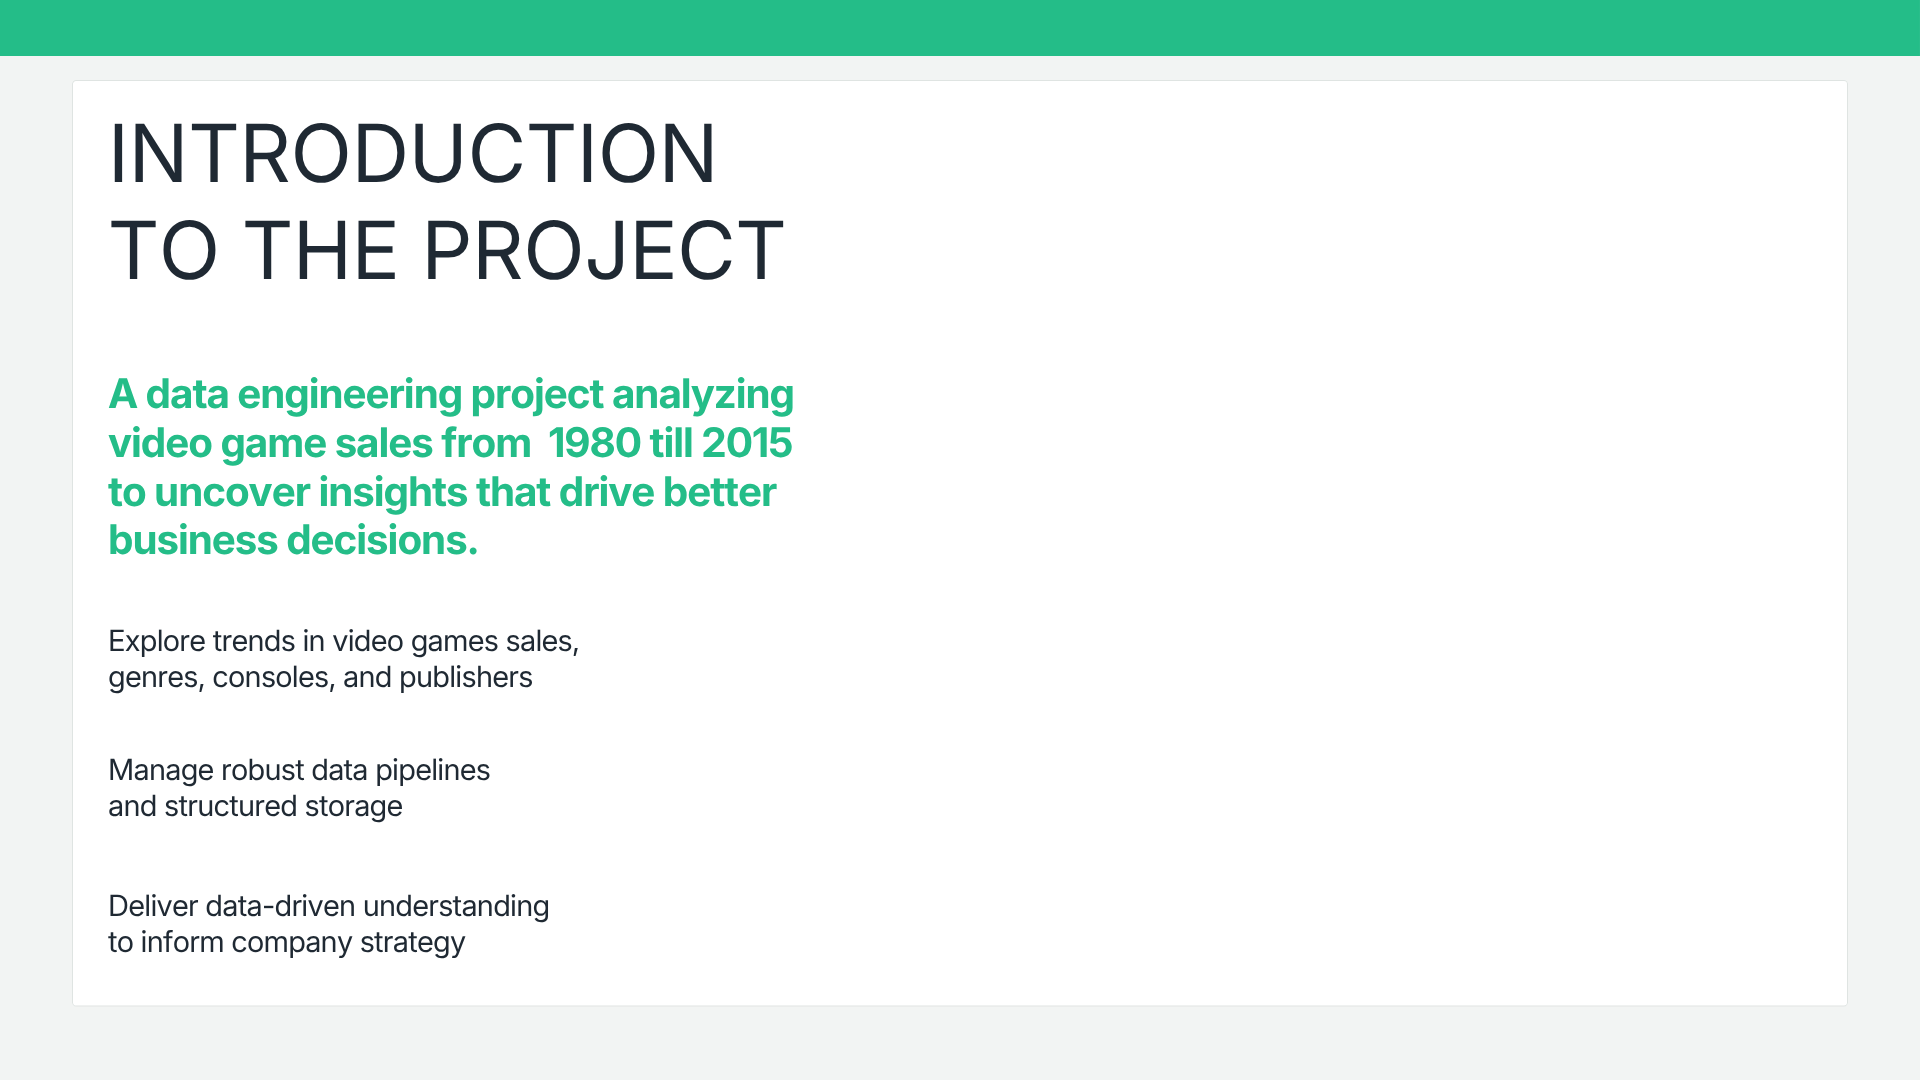 INTRODUCTION
TO THE PROJECT
A data engineering project analyzing
video game sales from  1980 till 2015
to uncover insights that drive better
business decisions.
Explore trends in video games sales,
genres, consoles, and publishers
Manage robust data pipelines
and structured storage
Deliver data-driven understanding
to inform company strategy